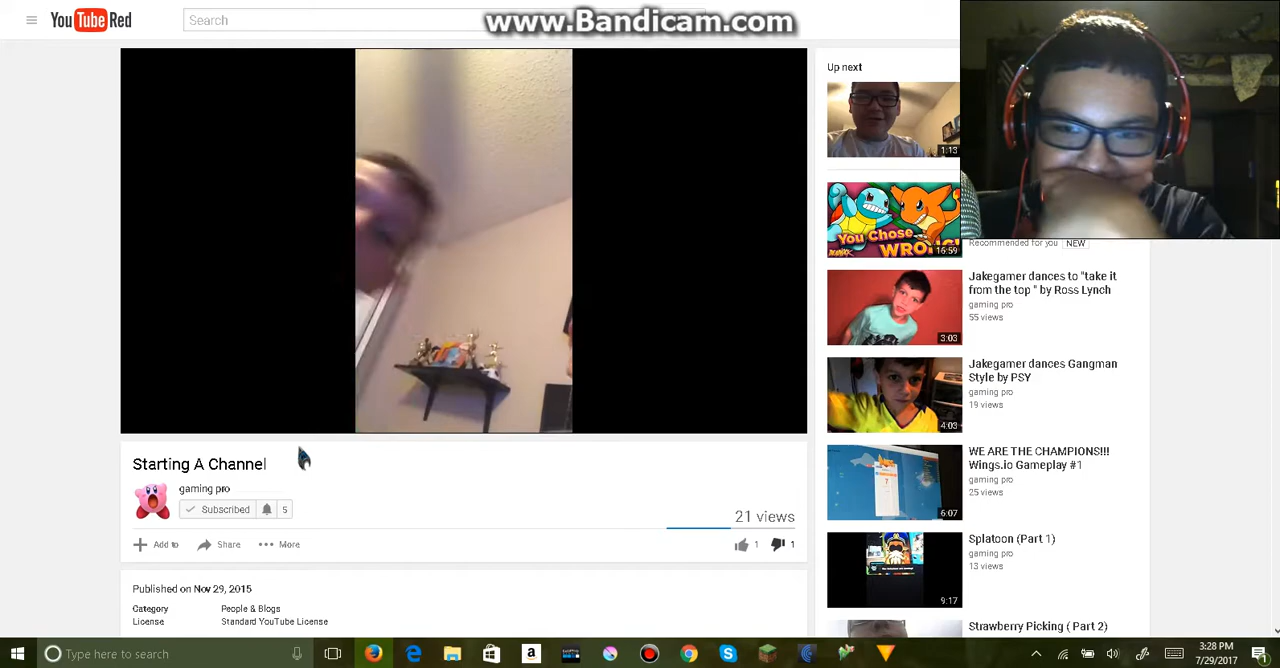 YouTube Red
Search
www.Bandicam.com
Up next
1:13
You Chose
WRONG!
16:59
Recommended for you NEW
Jakegamer dances to "take it
from the top " by Ross Lynch
gaming pro
55 views
3:03
Jakegamer dances Gangman
Style by PSY
gaming pro
19 views
4:03
WE ARE THE CHAMPIONS!!!
Wings.io Gameplay #1
gaming pro
25 views
6:07
Splatoon (Part 1)
gaming pro
13 views
9:17
Strawberry Picking ( Part 2)
Starting A Channel
gaming pro
Subscribed 5
21 views
Add to Share More 1 1
Published on Nov 29, 2015
Category People & Blogs
License Standard YouTube License
Type here to search
3:28 PM
7/29/2017